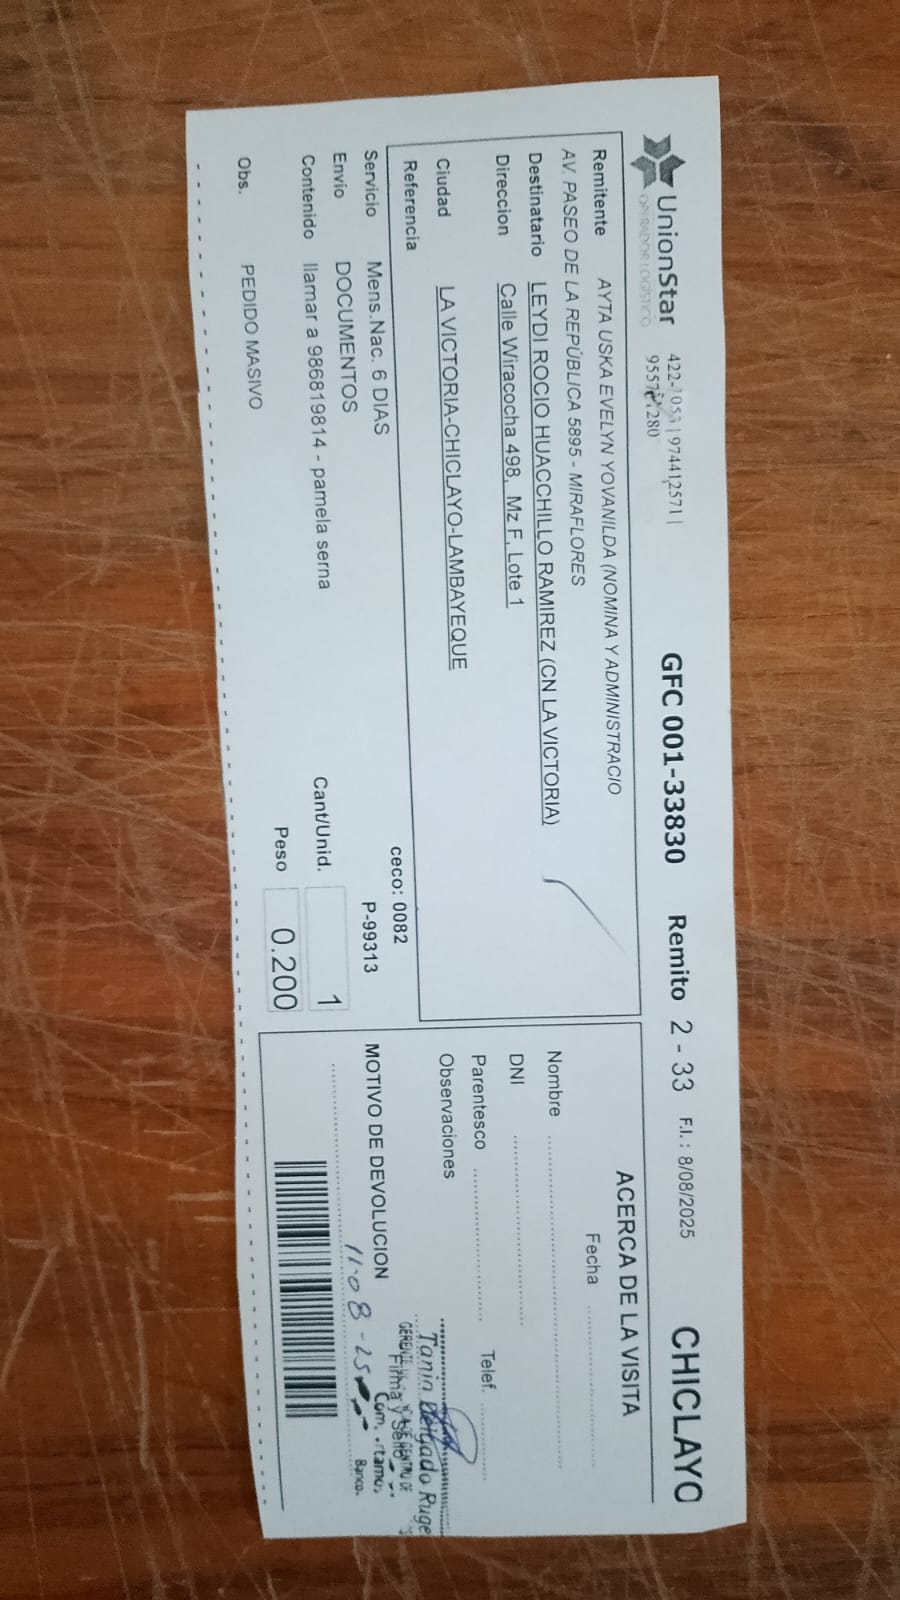 UnionStar
OPERADOR LOGISTICO
422-1053 | 974412571 |
GFC 001-33830 Remito 2 - 33 F.I.: 8/08/2025 CHICLAYO
Remitente AYTA USKA EVELYN YOVANILDA (NOMINA Y ADMINISTRACIO
AV. PASEO DE LA REPÚBLICA 5895 - MIRAFLORES
Destinatario LEYDI ROCIO HUACCHILLO RAMIREZ (CN LA VICTORIA)
Direccion Calle Wiracocha 498, Mz F. Lote 1
Ciudad LA VICTORIA-CHICLAYO-LAMBAYEQUE
Referencia
ceco: 0082
Servicio Mens.Nac. 6 DIAS P-99313
Envio DOCUMENTOS
Contenido llamar a 986819814 - pamela serna
Cant/Unid. 1
Peso 0.200
Obs. PEDIDO MASIVO
ACERCA DE LA VISITA
Fecha
Nombre
DNI
Parentesco Telef.
Observaciones
Tania Delgado Ruge
Firma y Sello
MOTIVO DE DEVOLUCION
Banco.
11-08-25